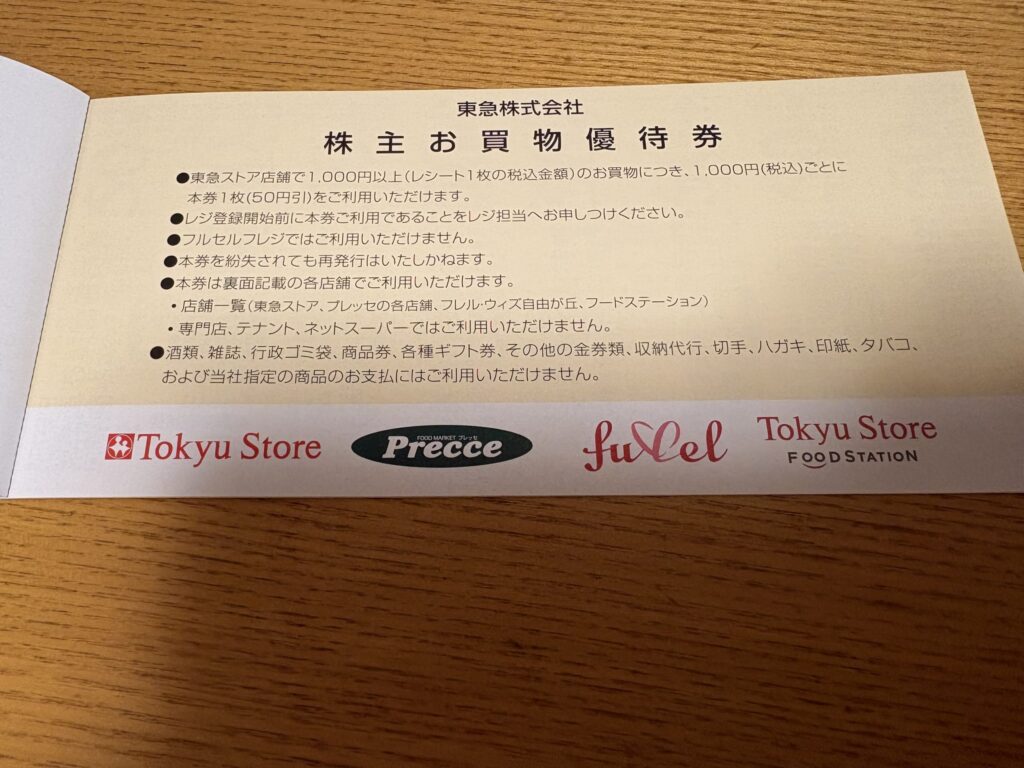 東急株式会社
株主お買物優待券
●東急ストア店舗で1,000円以上(レシート1枚の税込金額)のお買物につき、1,000円(税込)ごとに
本券1枚(50円引)をご利用いただけます。
●レジ登録開始前に本券ご利用であることをレジ担当へお申しつけください。
●フルセルフレジではご利用いただけません。
●本券を紛失されても再発行はいたしかねます。
●本券は裏面記載の各店舗でご利用いただけます。
・店舗一覧(東急ストア、プレッセの各店舗、フレル・ウィズ自由が丘、フードステーション)
・専門店、テナント、ネットスーパーではご利用いただけません。
●酒類、雑誌、行政ゴミ袋、商品券、各種ギフト券、その他の金券類、収納代行、切手、ハガキ、印紙、タバコ、
および当社指定の商品のお支払にはご利用いただけません。
Tokyu Store
FOOD MARKET プレッセ
Precce
fullel
Tokyu Store
FOOD STATION